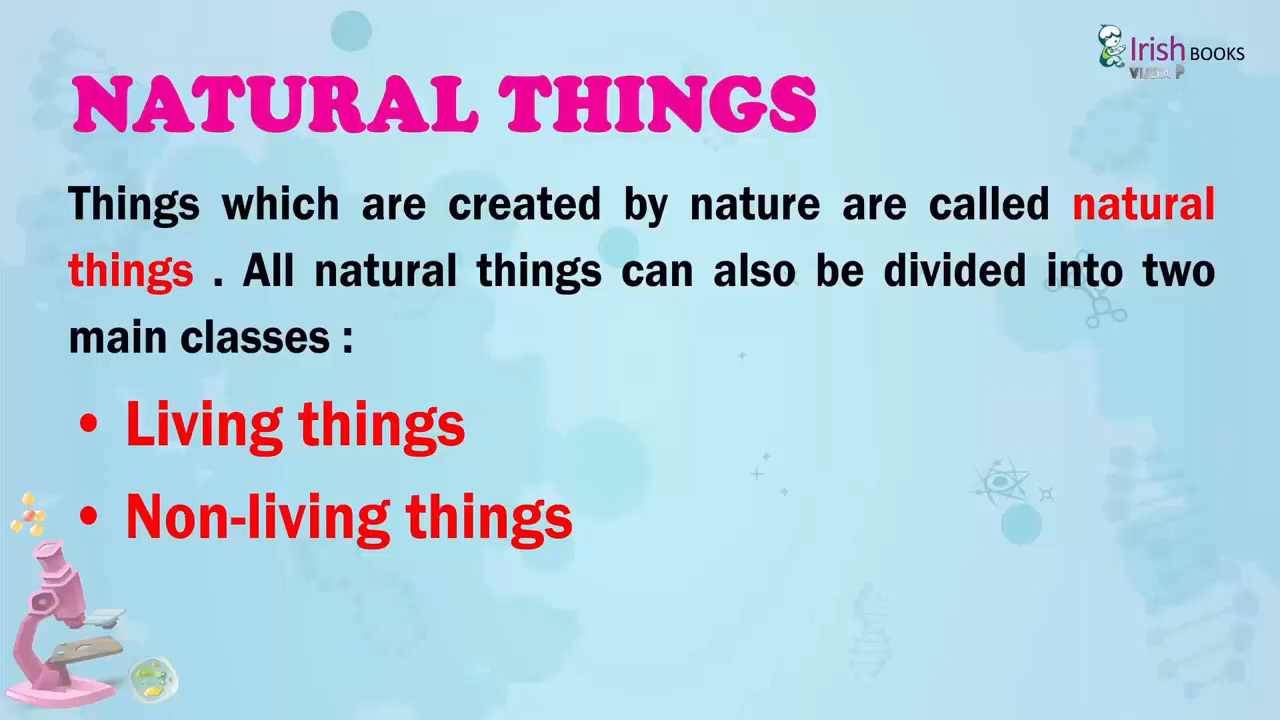 Irish BOOKS
NATURAL THINGS
Things which are created by nature are called natural
things . All natural things can also be divided into two
main classes :
• Living things
• Non-living things